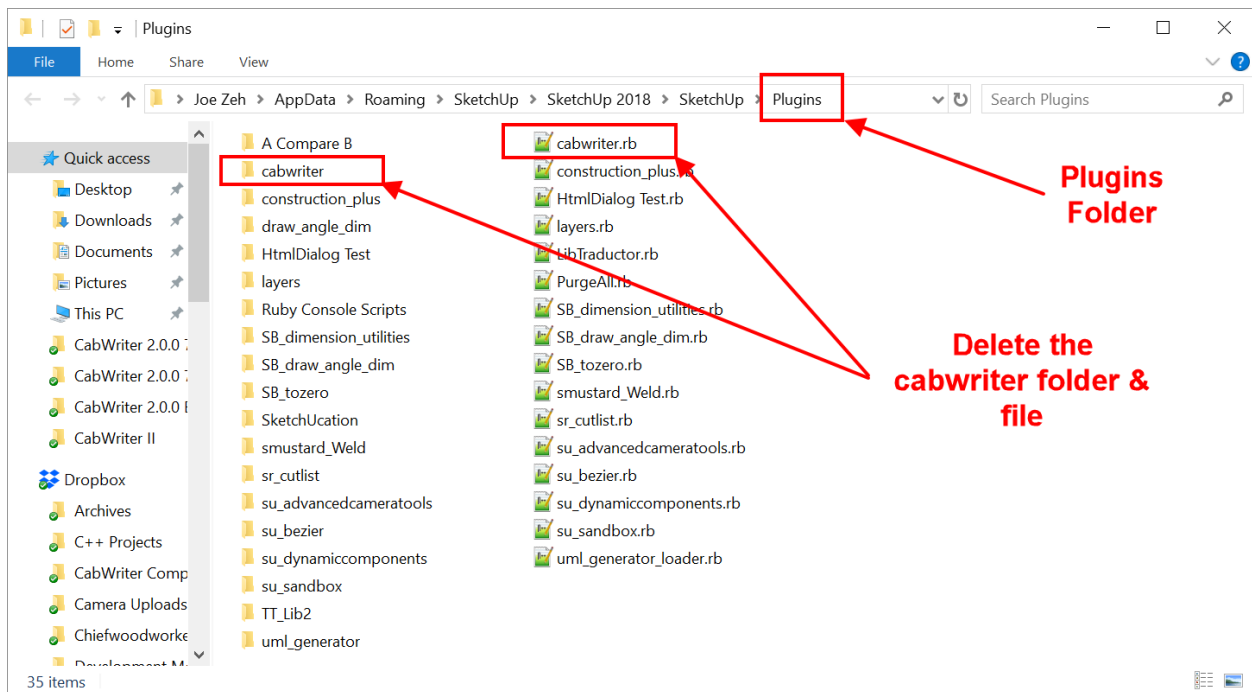 Plugins
File Home Share View
Joe Zeh AppData Roaming SketchUp SketchUp 2018 SketchUp Plugins Search Plugins
Quick access
Desktop
Downloads
Documents
Pictures
This PC
CabWriter 2.0.0 7
CabWriter 2.0.0 7
CabWriter 2.0.0 E
CabWriter II
Dropbox
Archives
C++ Projects
CabWriter Comp
Camera Uploads
Chiefwoodworke
Development M
A Compare B
cabwriter
construction_plus
draw_angle_dim
HtmlDialog Test
layers
Ruby Console Scripts
SB_dimension_utilities
SB_draw_angle_dim
SB_tozero
SketchUcation
smustard_Weld
sr_cutlist
su_advancedcameratools
su_bezier
su_dynamiccomponents
su_sandbox
TT_Lib2
uml_generator
cabwriter.rb
construction_plus.rb
HtmlDialog Test.rb
layers.rb
LibTraductor.rb
PurgeAll.rb
SB_dimension_utilities.rb
SB_draw_angle_dim.rb
SB_tozero.rb
smustard_Weld.rb
sr_cutlist.rb
su_advancedcameratools.rb
su_bezier.rb
su_dynamiccomponents.rb
su_sandbox.rb
uml_generator_loader.rb
Plugins
Folder
Delete the
cabwriter folder &
file
35 items